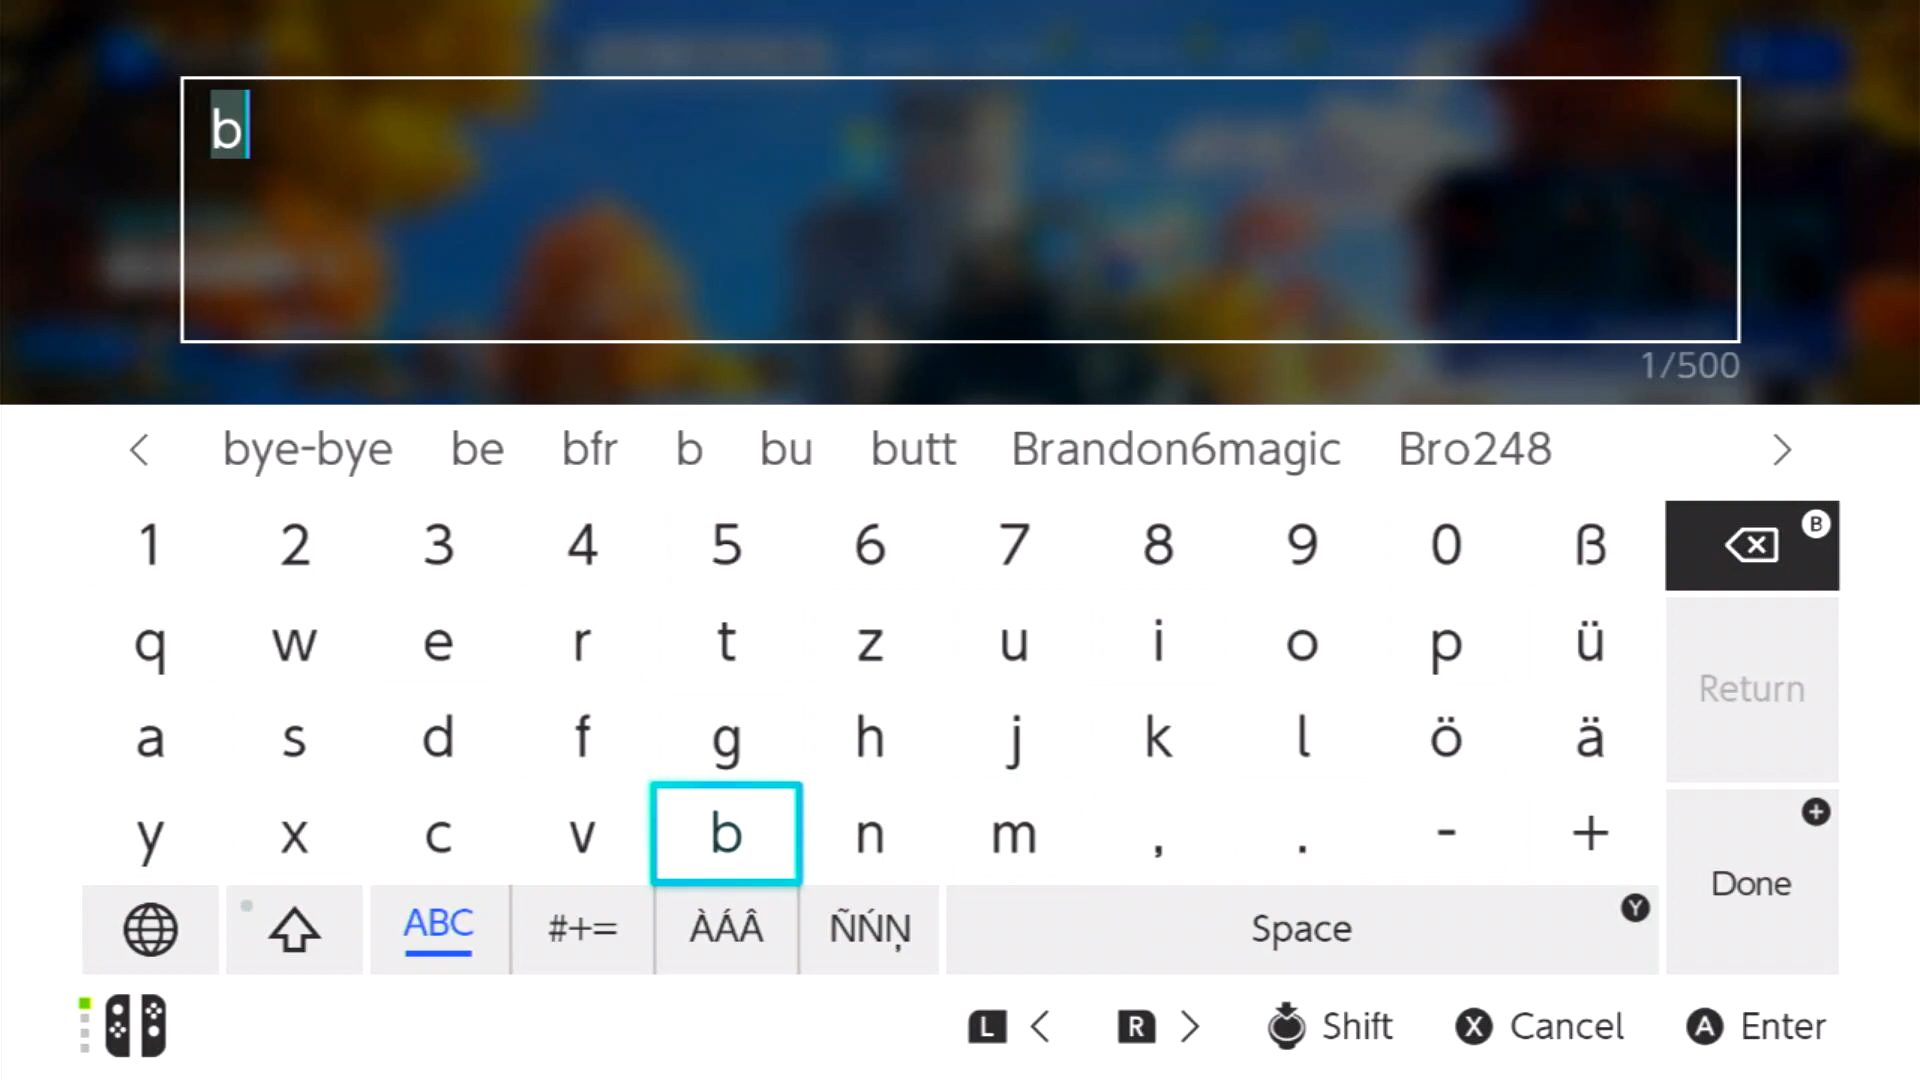 b
1/500
< bye-bye be bfr b bu butt Brandon6magic Bro248 >
1 2 3 4 5 6 7 8 9 0 ß B
q w e r t z u i o p ü
Return
a s d f g h j k l ö ä
y x c v b n m , . - +
+
Done
ABC #+= ÀÁÂ ÑŃŅ Space Y
L < R > Shift X Cancel A Enter